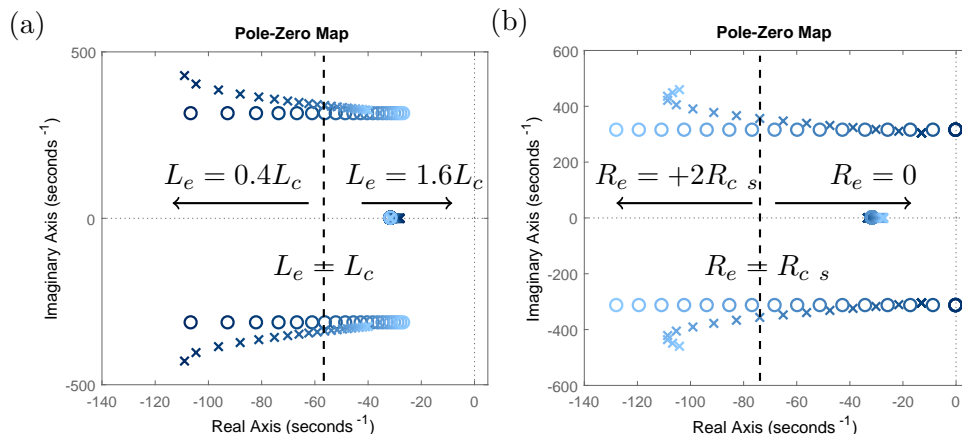 (a)
Pole-Zero Map
Imaginary Axis (seconds⁻¹)
500
0
-500
L_e = 0.4L_c
L_e = 1.6L_c
L_e = L_c
-140 -120 -100 -80 -60 -40 -20 0
Real Axis (seconds⁻¹)
(b)
Pole-Zero Map
Imaginary Axis (seconds⁻¹)
600
400
200
0
-200
-400
-600
R_e = +2R_{c s}
R_e = 0
R_e = R_{c s}
-140 -120 -100 -80 -60 -40 -20 0
Real Axis (seconds⁻¹)